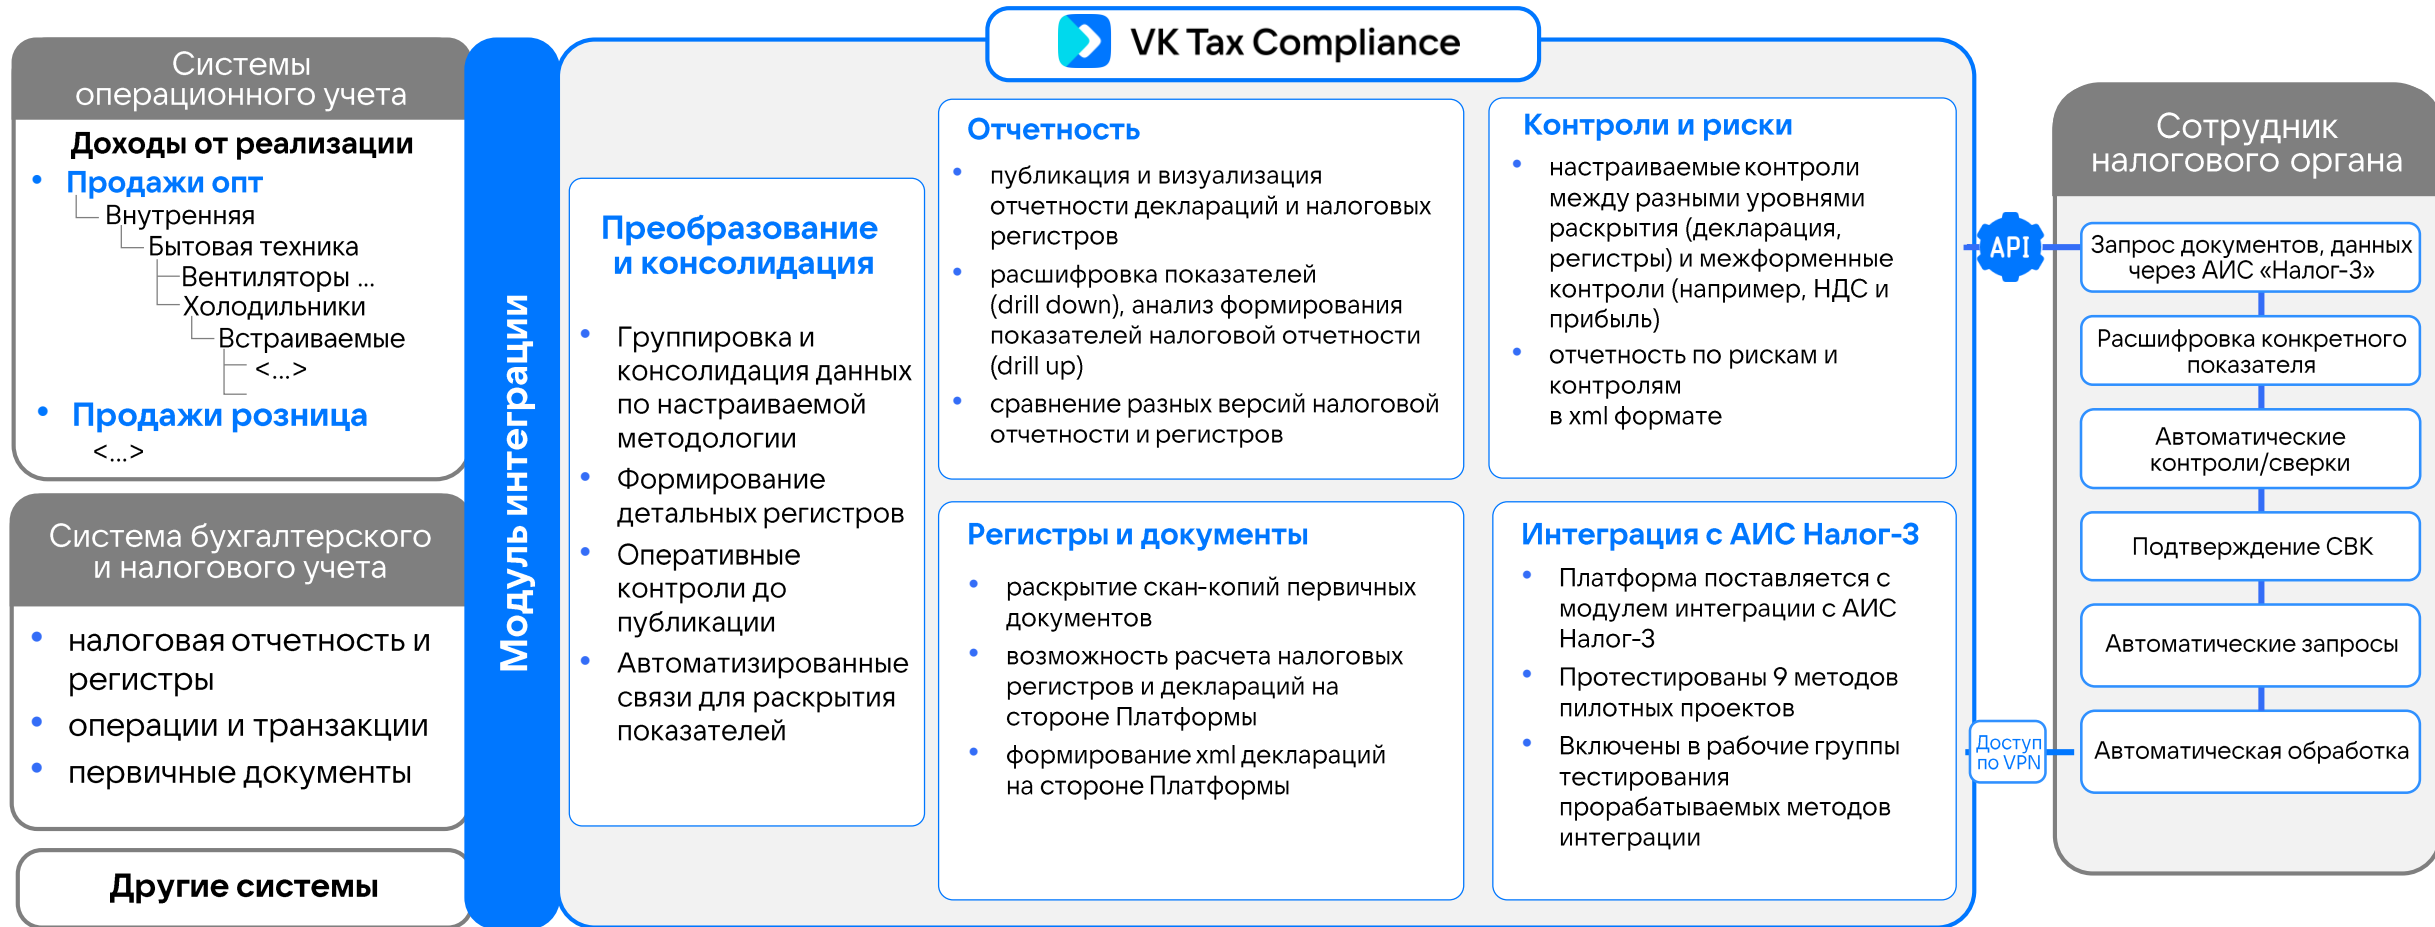 VK Tax Compliance
Системы
операционного учета
Доходы от реализации
• Продажи опт
Внутренняя
Бытовая техника
Вентиляторы ...
Холодильники
Встраиваемые
<...>
• Продажи розница
<...>
Система бухгалтерского
и налогового учета
• налоговая отчетность и
регистры
• операции и транзакции
• первичные документы
Другие системы
Модуль интеграции
Преобразование
и консолидация
• Группировка и
консолидация данных
по настраиваемой
методологии
• Формирование
детальных регистров
• Оперативные
контроли до
публикации
• Автоматизированные
связи для раскрытия
показателей
Отчетность
• публикация и визуализация
отчетности деклараций и налоговых
регистров
• расшифровка показателей
(drill down), анализ формирования
показателей налоговой отчетности
(drill up)
• сравнение разных версий налоговой
отчетности и регистров
Контроли и риски
• настраиваемые контроли
между разными уровнями
раскрытия (декларация,
регистры) и межформенные
контроли (например, НДС и
прибыль)
• отчетность по рискам и
контролям
в xml формате
Регистры и документы
• раскрытие скан-копий первичных
документов
• возможность расчета налоговых
регистров и деклараций на
стороне Платформы
• формирование xml деклараций
на стороне Платформы
Интеграция с АИС Налог-3
• Платформа поставляется с
модулем интеграции с АИС
Налог-3
• Протестированы 9 методов
пилотных проектов
• Включены в рабочие группы
тестирования
прорабатываемых методов
интеграции
API
Доступ
по VPN
Сотрудник
налогового органа
Запрос документов, данных
через АИС «Налог-3»
Расшифровка конкретного
показателя
Автоматические
контроли/сверки
Подтверждение СВК
Автоматические запросы
Автоматическая обработка